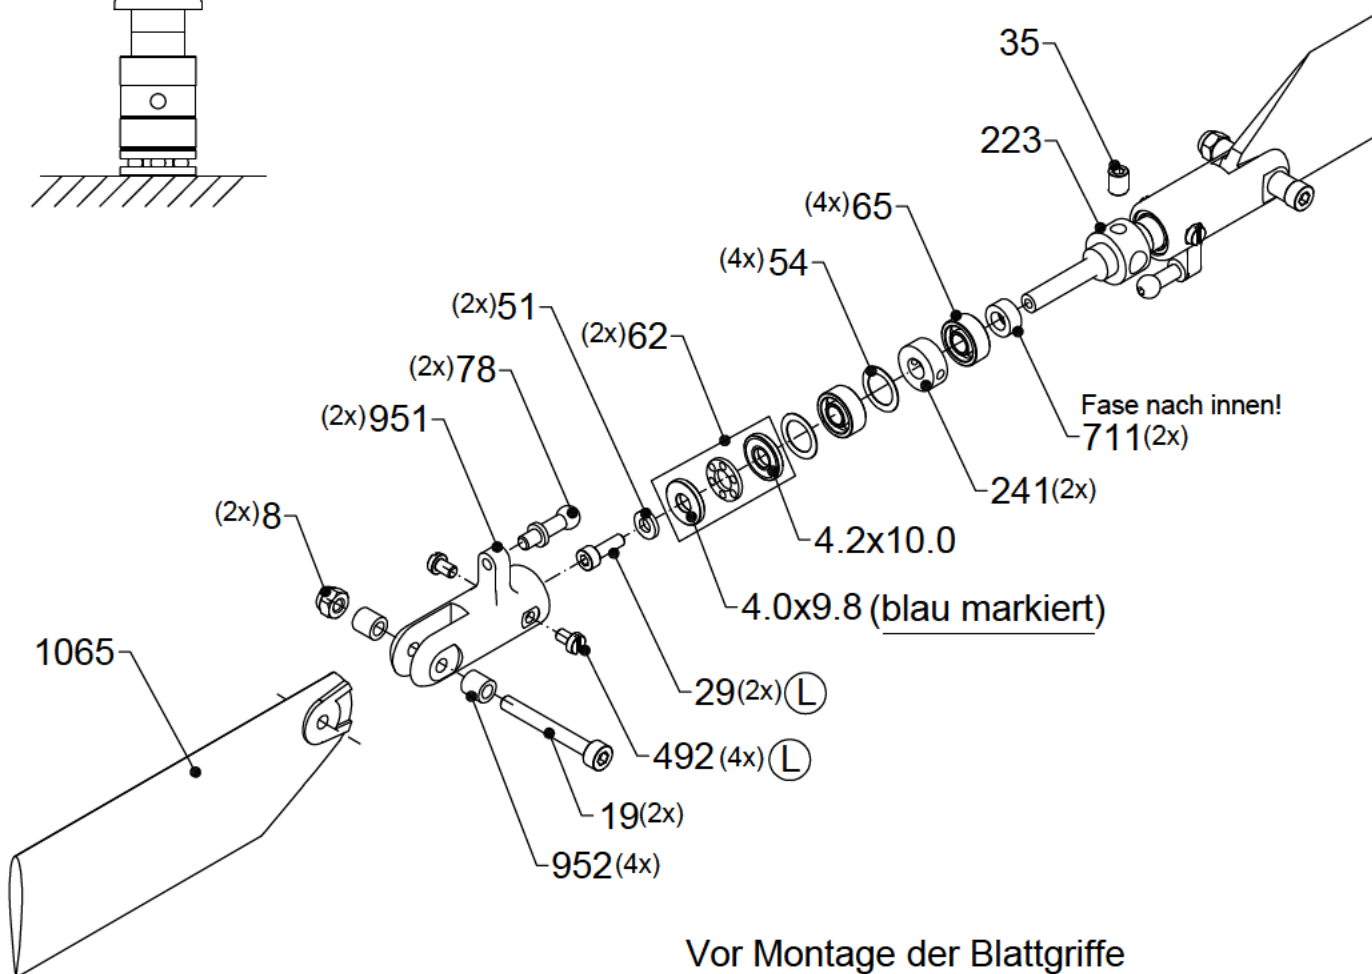 35
223
(4x)65
(4x)54
(2x)51
(2x)62
(2x)78
(2x)951
Fase nach innen!
711(2x)
241(2x)
(2x)8
4.2x10.0
4.0x9.8 (blau markiert)
1065
29(2x) L
492(4x) L
19(2x)
952(4x)
Vor Montage der Blattgriffe